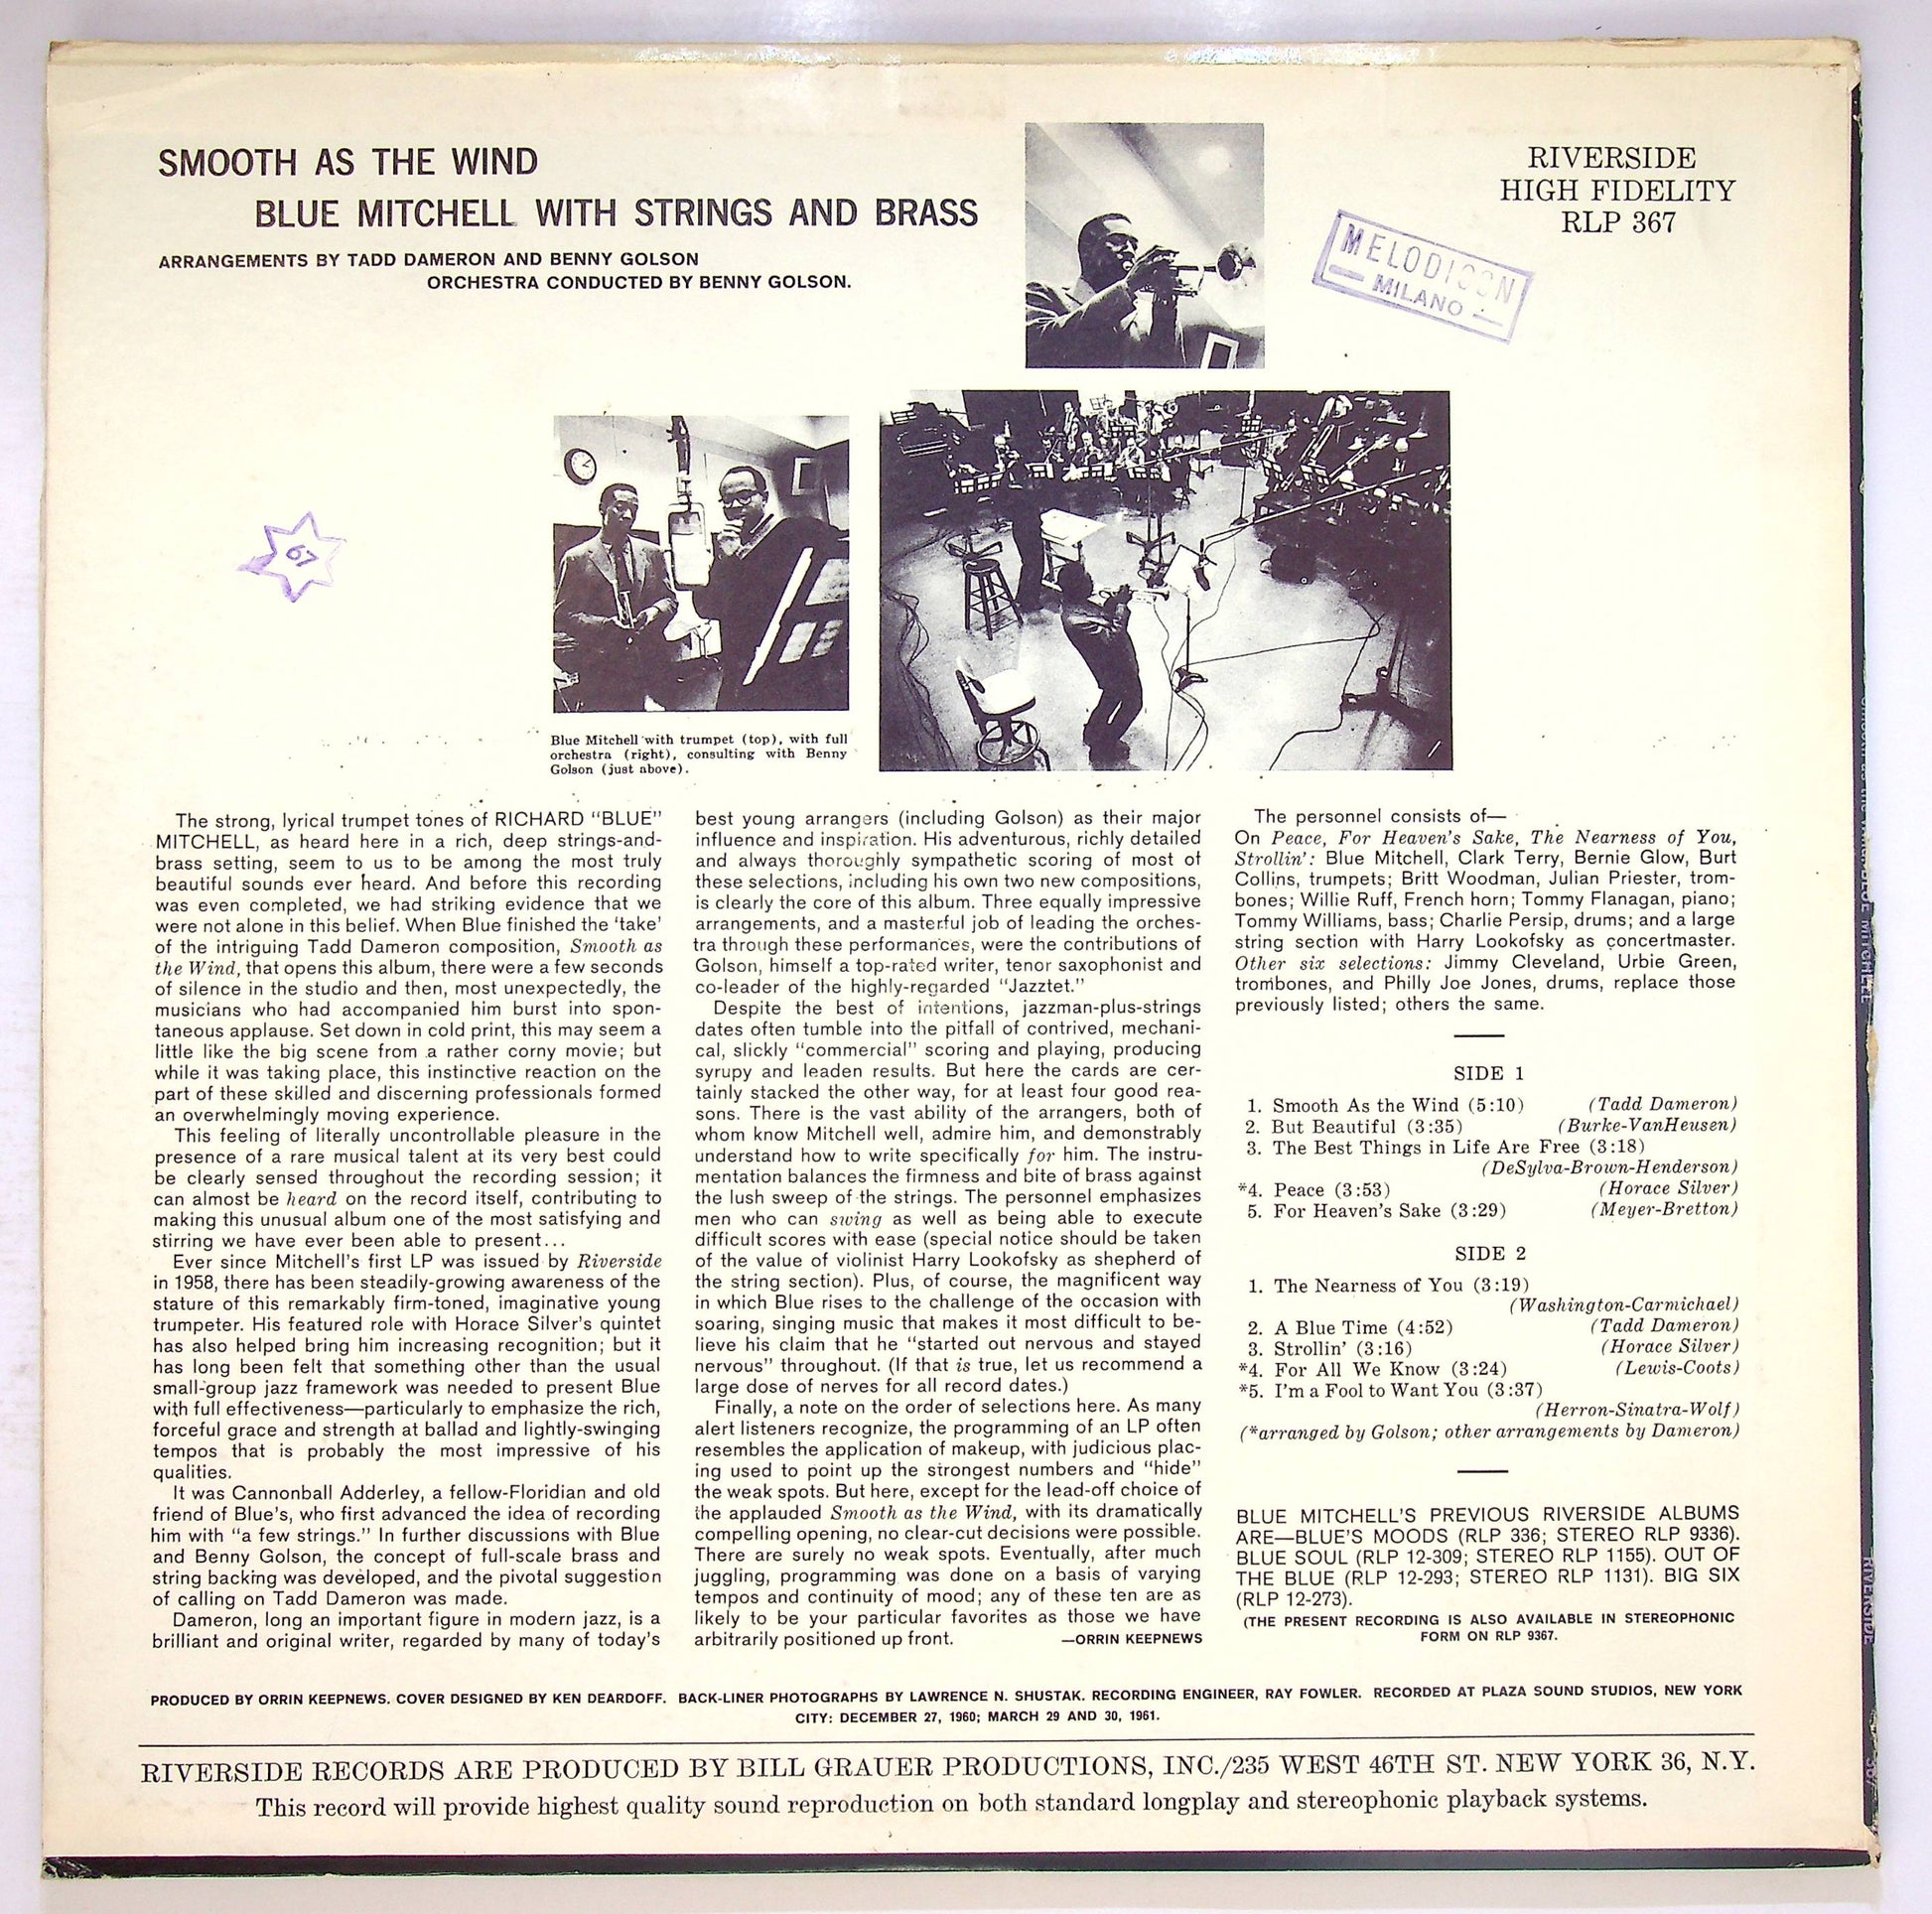 SMOOTH AS THE WIND
BLUE MITCHELL WITH STRINGS AND BRASS
ARRANGEMENTS BY TADD DAMERON AND BENNY GOLSON
ORCHESTRA CONDUCTED BY BENNY GOLSON.
RIVERSIDE
HIGH FIDELITY
RLP 367
MELODICON
MILANO
67
Blue Mitchell with trumpet (top), with full
orchestra (right), consulting with Benny
Golson (just above).
The strong, lyrical trumpet tones of RICHARD “BLUE”
MITCHELL, as heard here in a rich, deep strings-and-
brass setting, seem to us to be among the most truly
beautiful sounds ever heard. And before this recording
was even completed, we had striking evidence that we
were not alone in this belief. When Blue finished the ‘take’
of the intriguing Tadd Dameron composition, Smooth as
the Wind, that opens this album, there were a few seconds
of silence in the studio and then, most unexpectedly, the
musicians who had accompanied him burst into spon-
taneous applause. Set down in cold print, this may seem a
little like the big scene from a rather corny movie; but
while it was taking place, this instinctive reaction on the
part of these skilled and discerning professionals formed
an overwhelmingly moving experience.
This feeling of literally uncontrollable pleasure in the
presence of a rare musical talent at its very best could
be clearly sensed throughout the recording session; it
can almost be heard on the record itself, contributing to
making this unusual album one of the most satisfying and
stirring we have ever been able to present...
Ever since Mitchell's first LP was issued by Riverside
in 1958, there has been steadily-growing awareness of the
stature of this remarkably firm-toned, imaginative young
trumpeter. His featured role with Horace Silver's quintet
has also helped bring him increasing recognition; but it
has long been felt that something other than the usual
small-group jazz framework was needed to present Blue
with full effectiveness—particularly to emphasize the rich,
forceful grace and strength at ballad and lightly-swinging
tempos that is probably the most impressive of his
qualities.
It was Cannonball Adderley, a fellow-Floridian and old
friend of Blue's, who first advanced the idea of recording
him with “a few strings.” In further discussions with Blue
and Benny Golson, the concept of full-scale brass and
string backing was developed, and the pivotal suggestion
of calling on Tadd Dameron was made.
Dameron, long an important figure in modern jazz, is a
brilliant and original writer, regarded by many of today's
best young arrangers (including Golson) as their major
influence and inspiration. His adventurous, richly detailed
and always thoroughly sympathetic scoring of most of
these selections, including his own two new compositions,
is clearly the core of this album. Three equally impressive
arrangements, and a masterful job of leading the orches-
tra through these performances, were the contributions of
Golson, himself a top-rated writer, tenor saxophonist and
co-leader of the highly-regarded “Jazztet.”
Despite the best of intentions, jazzman-plus-strings
dates often tumble into the pitfall of contrived, mechani-
cal, slickly “commercial” scoring and playing, producing
syrupy and leaden results. But here the cards are cer-
tainly stacked the other way, for at least four good rea-
sons. There is the vast ability of the arrangers, both of
whom know Mitchell well, admire him, and demonstrably
understand how to write specifically for him. The instru-
mentation balances the firmness and bite of brass against
the lush sweep of the strings. The personnel emphasizes
men who can swing as well as being able to execute
difficult scores with ease (special notice should be taken
of the value of violinist Harry Lookofsky as shepherd of
the string section). Plus, of course, the magnificent way
in which Blue rises to the challenge of the occasion with
soaring, singing music that makes it most difficult to be-
lieve his claim that he “started out nervous and stayed
nervous” throughout. (If that is true, let us recommend a
large dose of nerves for all record dates.)
Finally, a note on the order of selections here. As many
alert listeners recognize, the programming of an LP often
resembles the application of makeup, with judicious plac-
ing used to point up the strongest numbers and “hide”
the weak spots. But here, except for the lead-off choice of
the applauded Smooth as the Wind, with its dramatically
compelling opening, no clear-cut decisions were possible.
There are surely no weak spots. Eventually, after much
juggling, programming was done on a basis of varying
tempos and continuity of mood; any of these ten are as
likely to be your particular favorites as those we have
arbitrarily positioned up front. —ORRIN KEEPNEWS
The personnel consists of—
On Peace, For Heaven's Sake, The Nearness of You,
Strollin': Blue Mitchell, Clark Terry, Bernie Glow, Burt
Collins, trumpets; Britt Woodman, Julian Priester, trom-
bones; Willie Ruff, French horn; Tommy Flanagan, piano;
Tommy Williams, bass; Charlie Persip, drums; and a large
string section with Harry Lookofsky as concertmaster.
Other six selections: Jimmy Cleveland, Urbie Green,
trombones, and Philly Joe Jones, drums, replace those
previously listed; others the same.
SIDE 1
1. Smooth As the Wind (5:10) (Tadd Dameron)
2. But Beautiful (3:35) (Burke-VanHeusen)
3. The Best Things in Life Are Free (3:18)
(DeSylva-Brown-Henderson)
*4. Peace (3:53) (Horace Silver)
5. For Heaven's Sake (3:29) (Meyer-Bretton)
SIDE 2
1. The Nearness of You (3:19)
(Washington-Carmichael)
2. A Blue Time (4:52) (Tadd Dameron)
3. Strollin' (3:16) (Horace Silver)
*4. For All We Know (3:24) (Lewis-Coots)
*5. I'm a Fool to Want You (3:37)
(Herron-Sinatra-Wolf)
(*arranged by Golson; other arrangements by Dameron)
BLUE MITCHELL'S PREVIOUS RIVERSIDE ALBUMS
ARE—BLUE'S MOODS (RLP 336; STEREO RLP 9336).
BLUE SOUL (RLP 12-309; STEREO RLP 1155). OUT OF
THE BLUE (RLP 12-293; STEREO RLP 1131). BIG SIX
(RLP 12-273).
(THE PRESENT RECORDING IS ALSO AVAILABLE IN STEREOPHONIC
FORM ON RLP 9367.
PRODUCED BY ORRIN KEEPNEWS. COVER DESIGNED BY KEN DEARDOFF. BACK-LINER PHOTOGRAPHS BY LAWRENCE N. SHUSTAK. RECORDING ENGINEER, RAY FOWLER. RECORDED AT PLAZA SOUND STUDIOS, NEW YORK
CITY: DECEMBER 27, 1960; MARCH 29 AND 30, 1961.
RIVERSIDE RECORDS ARE PRODUCED BY BILL GRAUER PRODUCTIONS, INC./235 WEST 46TH ST. NEW YORK 36, N.Y.
This record will provide highest quality sound reproduction on both standard longplay and stereophonic playback systems.